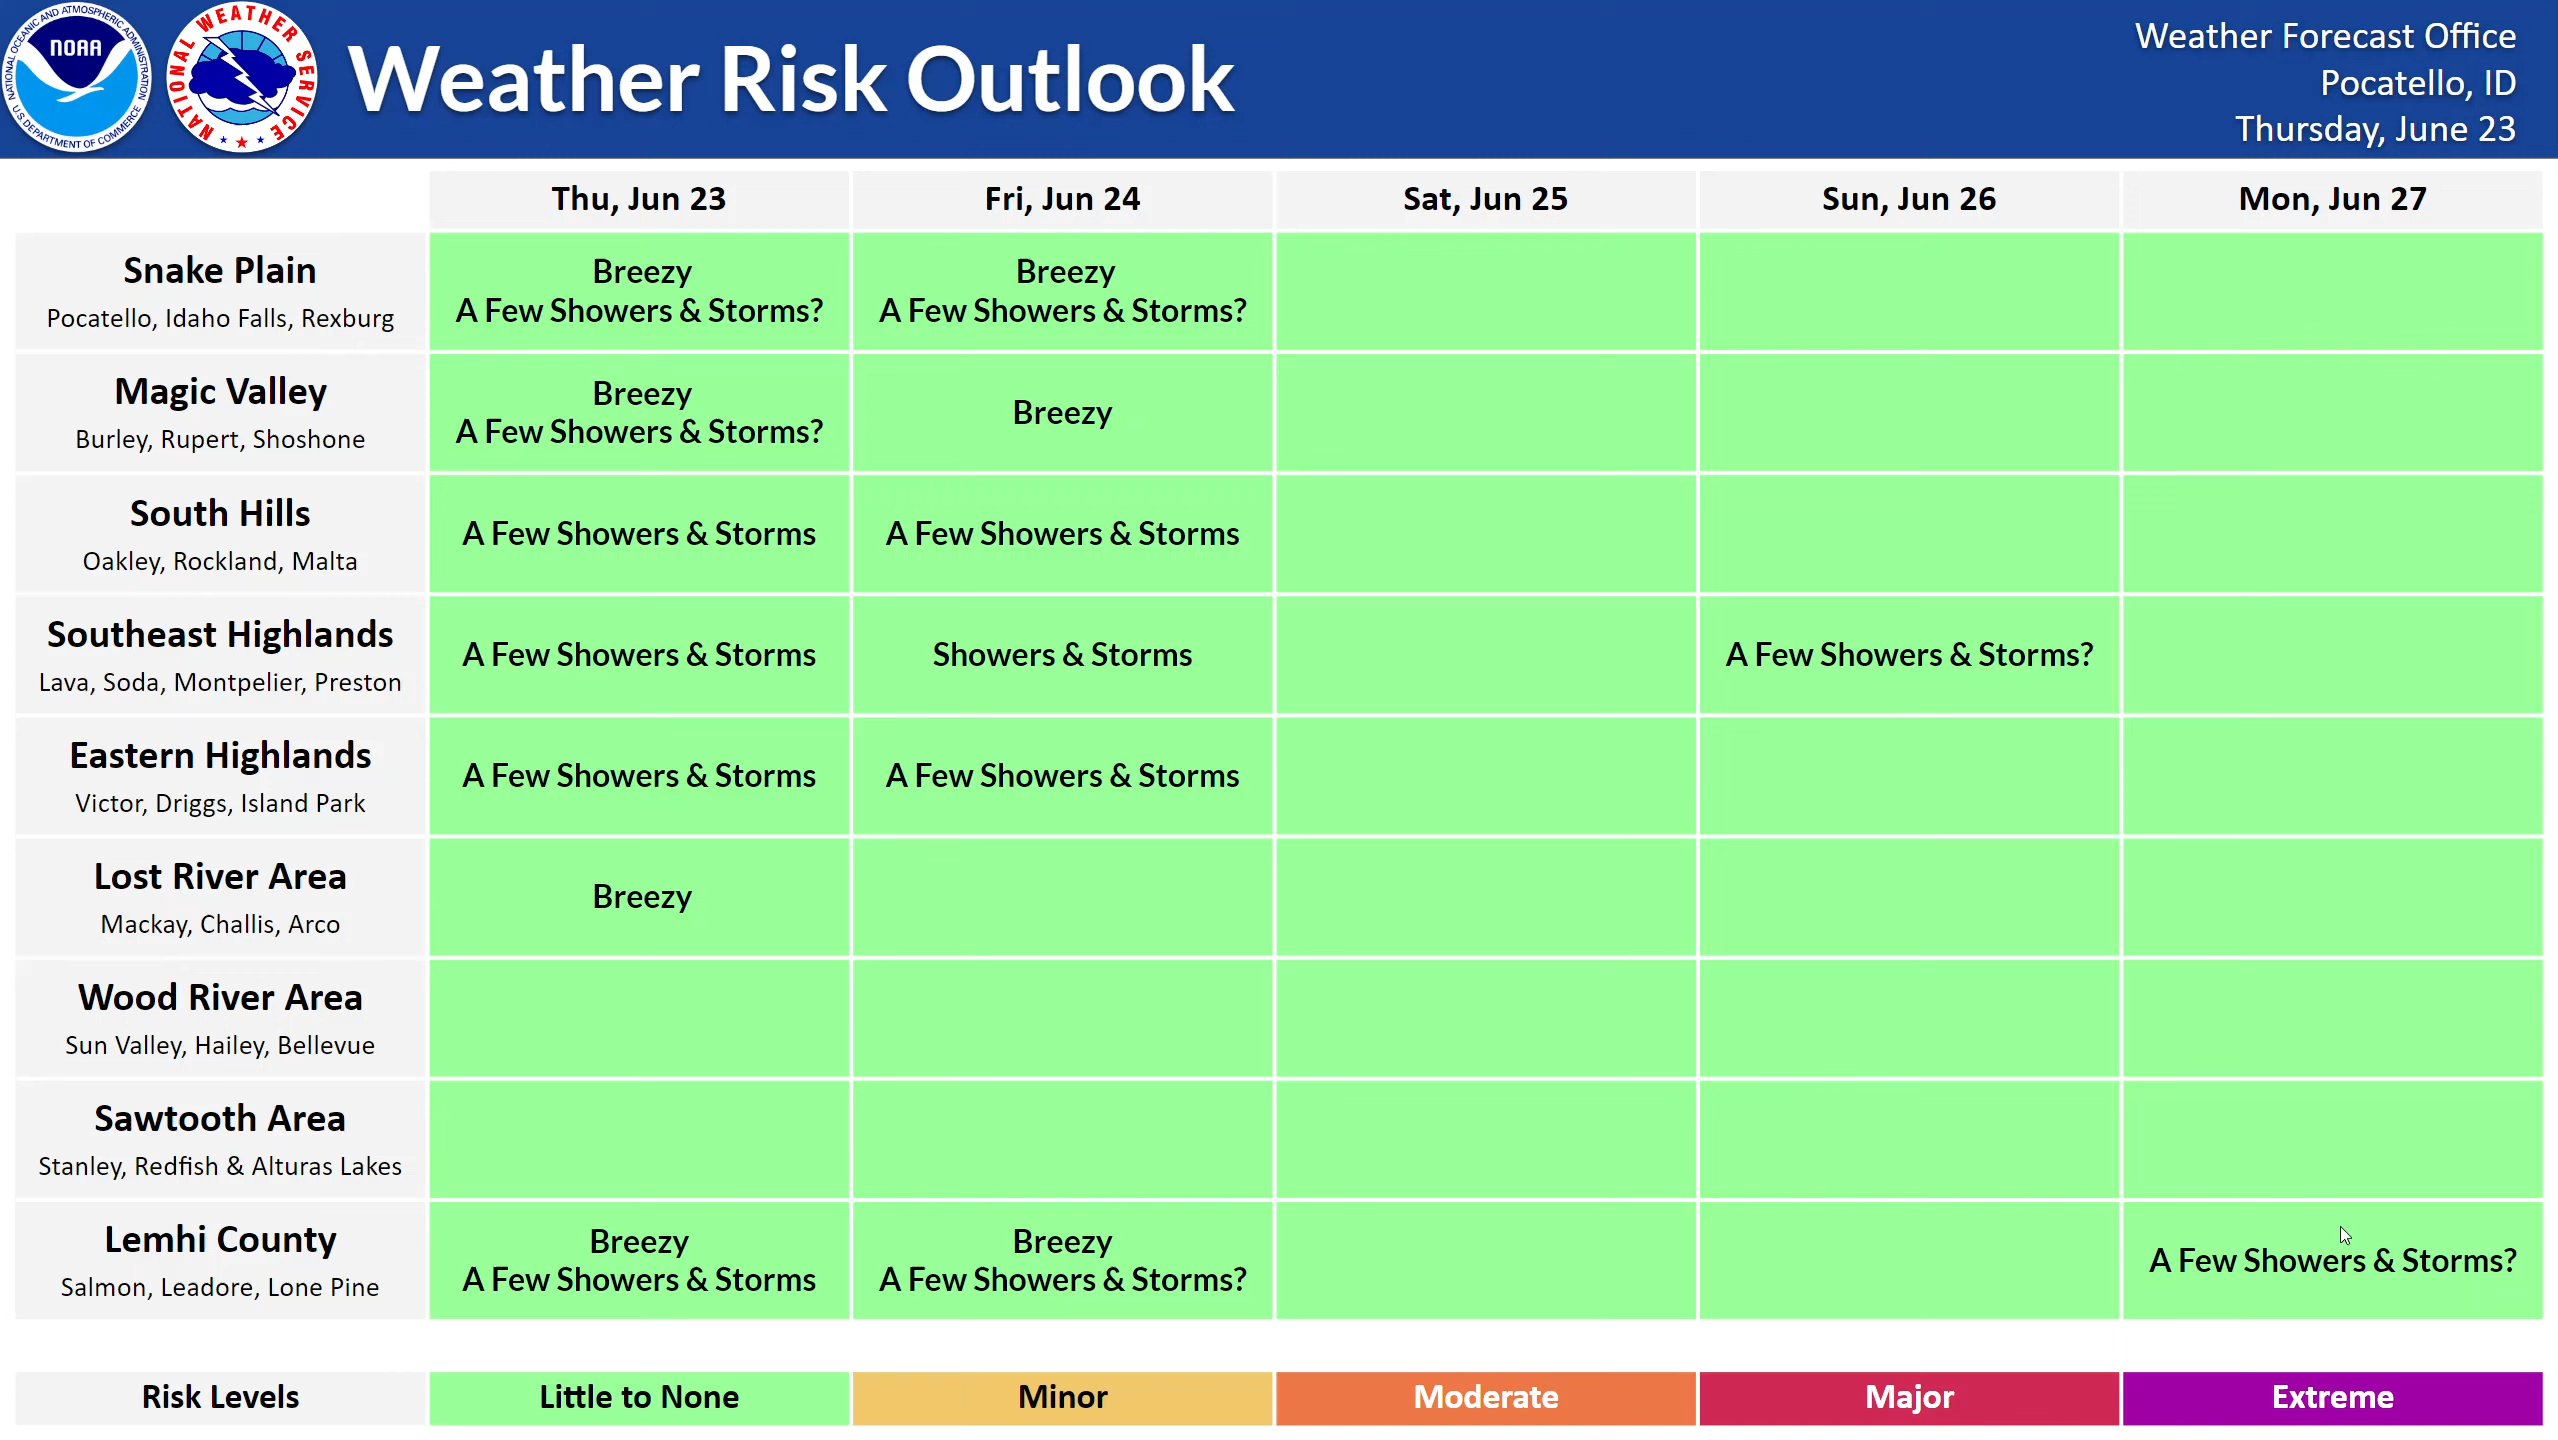 NATIONAL OCEANIC AND ATMOSPHERIC ADMINISTRATION
NOAA
U.S. DEPARTMENT OF COMMERCE
NATIONAL WEATHER SERVICE
Weather Risk Outlook
Weather Forecast Office
Pocatello, ID
Thursday, June 23
Thu, Jun 23
Fri, Jun 24
Sat, Jun 25
Sun, Jun 26
Mon, Jun 27
Snake Plain
Pocatello, Idaho Falls, Rexburg
Breezy
A Few Showers & Storms?
Breezy
A Few Showers & Storms?
Magic Valley
Burley, Rupert, Shoshone
Breezy
A Few Showers & Storms?
Breezy
South Hills
Oakley, Rockland, Malta
A Few Showers & Storms
A Few Showers & Storms
Southeast Highlands
Lava, Soda, Montpelier, Preston
A Few Showers & Storms
Showers & Storms
A Few Showers & Storms?
Eastern Highlands
Victor, Driggs, Island Park
A Few Showers & Storms
A Few Showers & Storms
Lost River Area
Mackay, Challis, Arco
Breezy
Wood River Area
Sun Valley, Hailey, Bellevue
Sawtooth Area
Stanley, Redfish & Alturas Lakes
Lemhi County
Salmon, Leadore, Lone Pine
Breezy
A Few Showers & Storms
Breezy
A Few Showers & Storms?
A Few Showers & Storms?
Risk Levels
Little to None
Minor
Moderate
Major
Extreme